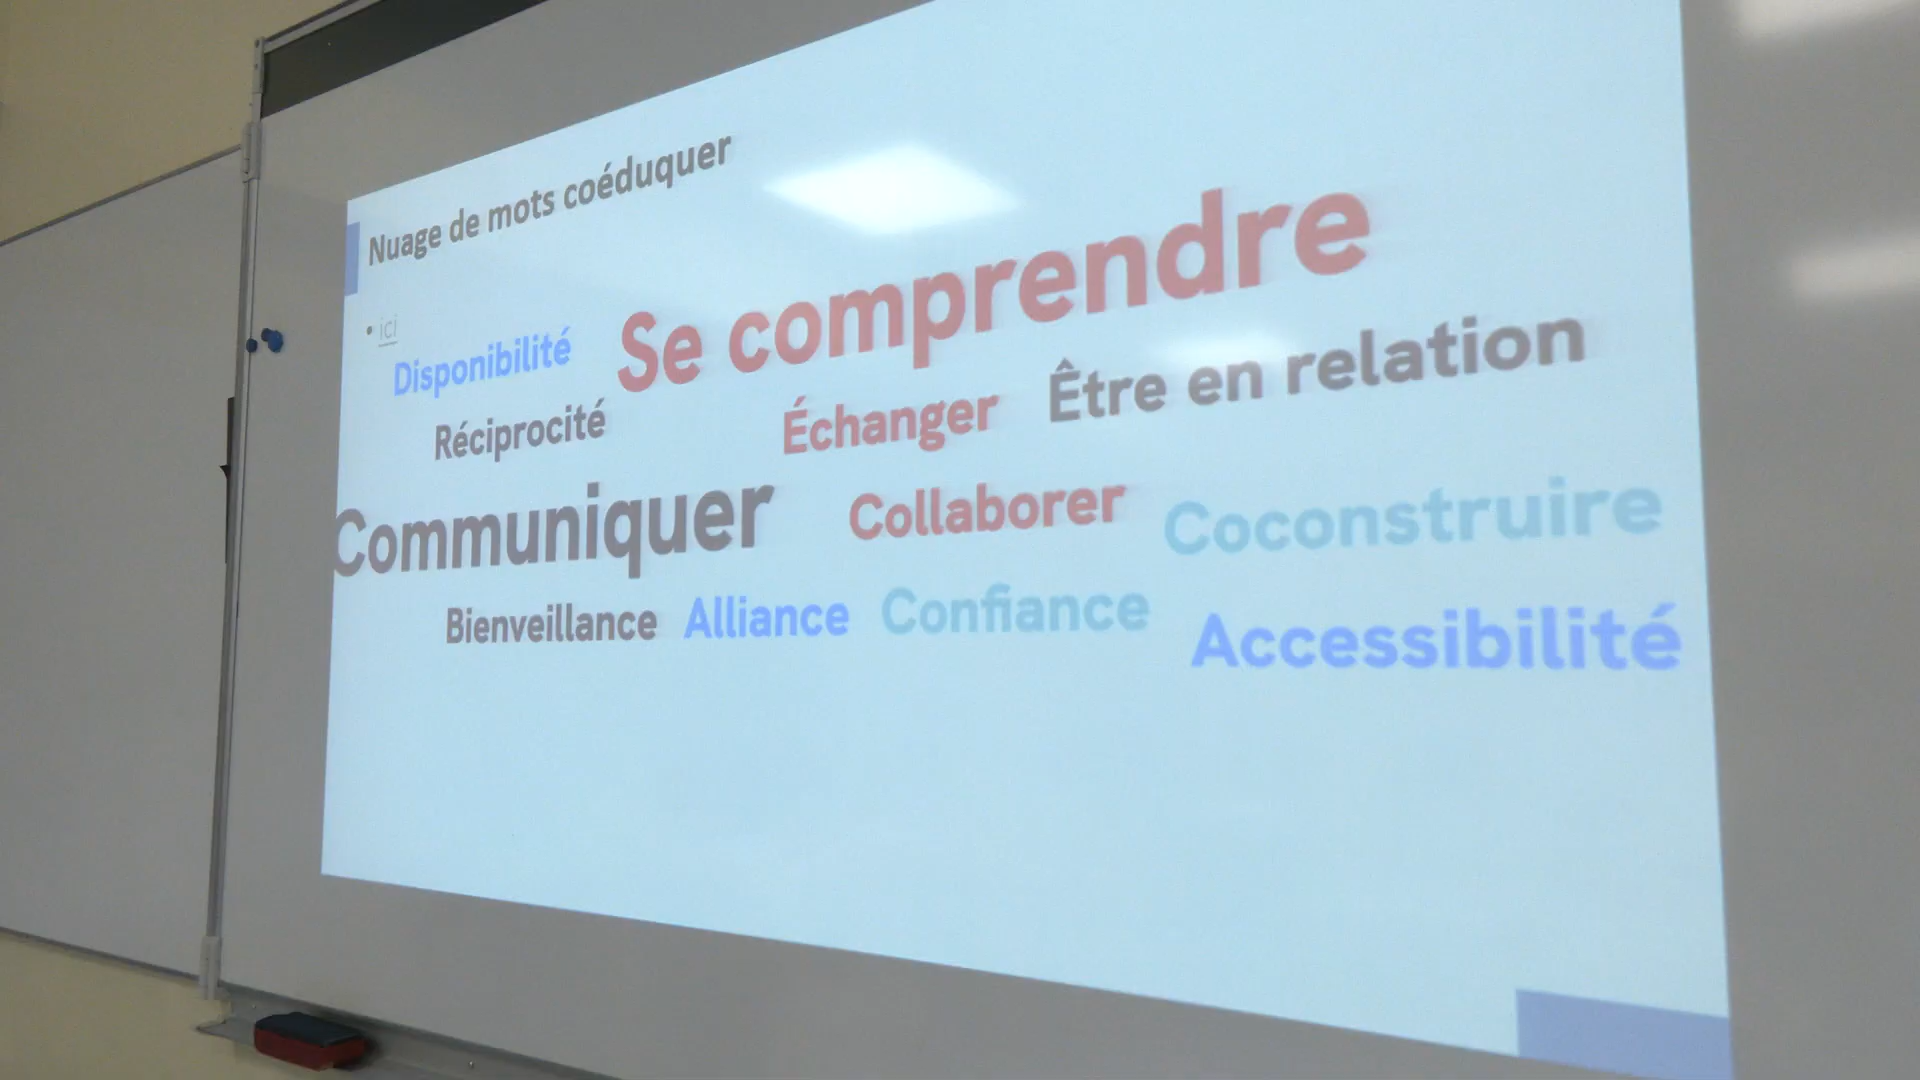 Nuage de mots coéduquer
• ici
Disponibilité
Se comprendre
Réciprocité
Échanger
Être en relation
Communiquer
Collaborer
Coconstruire
Bienveillance
Alliance
Confiance
Accessibilité